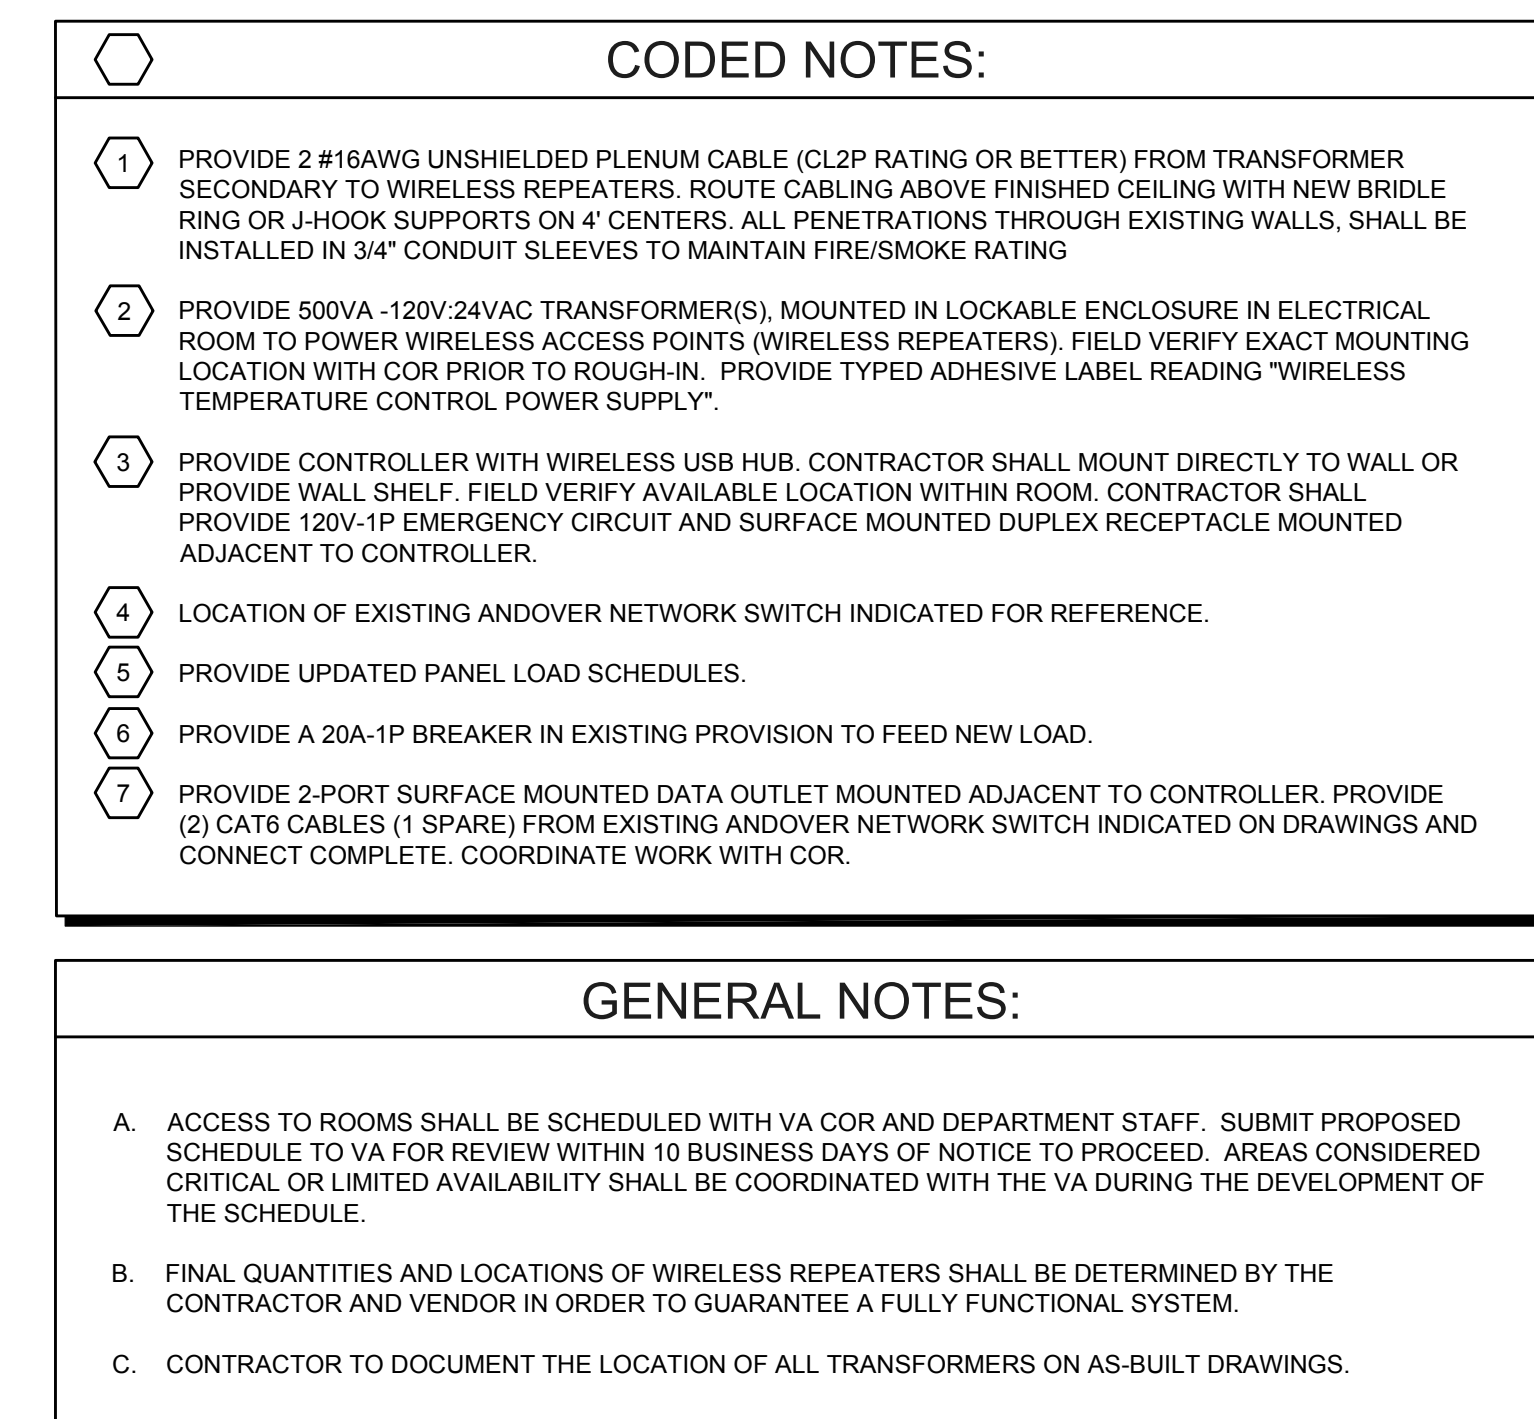 CODED NOTES:
1 PROVIDE 2 #16AWG UNSHIELDED PLENUM CABLE (CL2P RATING OR BETTER) FROM TRANSFORMER
SECONDARY TO WIRELESS REPEATERS. ROUTE CABLING ABOVE FINISHED CEILING WITH NEW BRIDLE
RING OR J-HOOK SUPPORTS ON 4' CENTERS. ALL PENETRATIONS THROUGH EXISTING WALLS, SHALL BE
INSTALLED IN 3/4" CONDUIT SLEEVES TO MAINTAIN FIRE/SMOKE RATING
2 PROVIDE 500VA -120V:24VAC TRANSFORMER(S), MOUNTED IN LOCKABLE ENCLOSURE IN ELECTRICAL
ROOM TO POWER WIRELESS ACCESS POINTS (WIRELESS REPEATERS). FIELD VERIFY EXACT MOUNTING
LOCATION WITH COR PRIOR TO ROUGH-IN. PROVIDE TYPED ADHESIVE LABEL READING "WIRELESS
TEMPERATURE CONTROL POWER SUPPLY".
3 PROVIDE CONTROLLER WITH WIRELESS USB HUB. CONTRACTOR SHALL MOUNT DIRECTLY TO WALL OR
PROVIDE WALL SHELF. FIELD VERIFY AVAILABLE LOCATION WITHIN ROOM. CONTRACTOR SHALL
PROVIDE 120V-1P EMERGENCY CIRCUIT AND SURFACE MOUNTED DUPLEX RECEPTACLE MOUNTED
ADJACENT TO CONTROLLER.
4 LOCATION OF EXISTING ANDOVER NETWORK SWITCH INDICATED FOR REFERENCE.
5 PROVIDE UPDATED PANEL LOAD SCHEDULES.
6 PROVIDE A 20A-1P BREAKER IN EXISTING PROVISION TO FEED NEW LOAD.
7 PROVIDE 2-PORT SURFACE MOUNTED DATA OUTLET MOUNTED ADJACENT TO CONTROLLER. PROVIDE
(2) CAT6 CABLES (1 SPARE) FROM EXISTING ANDOVER NETWORK SWITCH INDICATED ON DRAWINGS AND
CONNECT COMPLETE. COORDINATE WORK WITH COR.
GENERAL NOTES:
A. ACCESS TO ROOMS SHALL BE SCHEDULED WITH VA COR AND DEPARTMENT STAFF. SUBMIT PROPOSED
SCHEDULE TO VA FOR REVIEW WITHIN 10 BUSINESS DAYS OF NOTICE TO PROCEED. AREAS CONSIDERED
CRITICAL OR LIMITED AVAILABILITY SHALL BE COORDINATED WITH THE VA DURING THE DEVELOPMENT OF
THE SCHEDULE.
B. FINAL QUANTITIES AND LOCATIONS OF WIRELESS REPEATERS SHALL BE DETERMINED BY THE
CONTRACTOR AND VENDOR IN ORDER TO GUARANTEE A FULLY FUNCTIONAL SYSTEM.
C. CONTRACTOR TO DOCUMENT THE LOCATION OF ALL TRANSFORMERS ON AS-BUILT DRAWINGS.